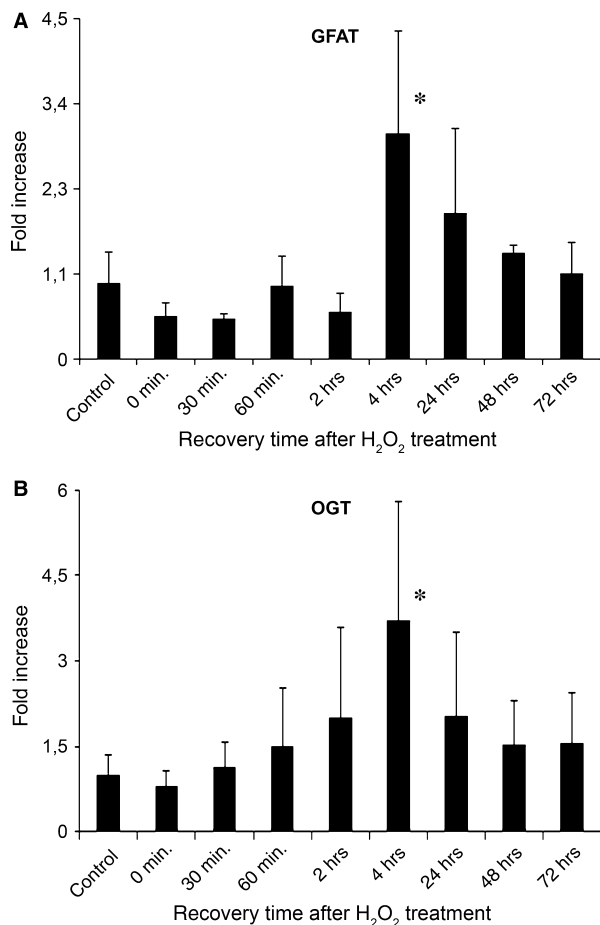 A
GFAT
Fold increase
4,5
3,4
2,3
1,1
0
Control
0 min.
30 min.
60 min.
2 hrs
4 hrs
24 hrs
48 hrs
72 hrs
*
Recovery time after H₂O₂ treatment
B
OGT
Fold increase
6
4,5
3
1,5
0
Control
0 min.
30 min.
60 min.
2 hrs
4 hrs
24 hrs
48 hrs
72 hrs
*
Recovery time after H₂O₂ treatment